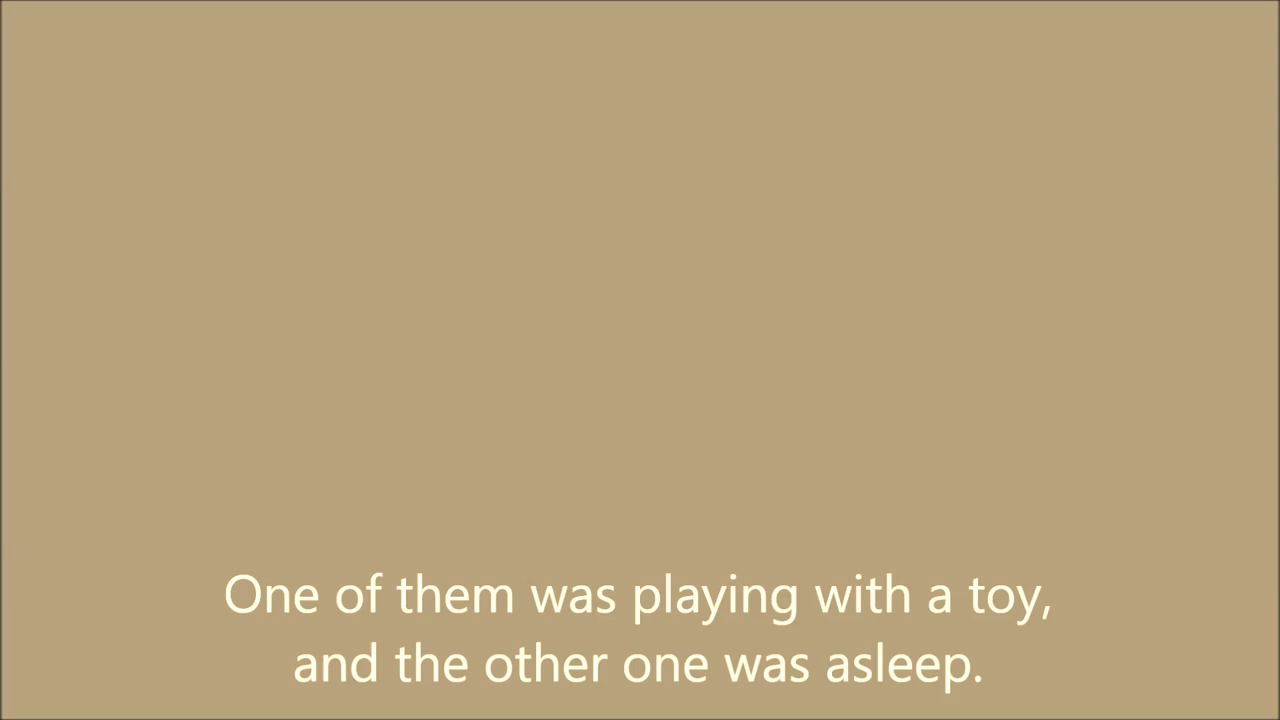 One of them was playing with a toy,
and the other one was asleep.